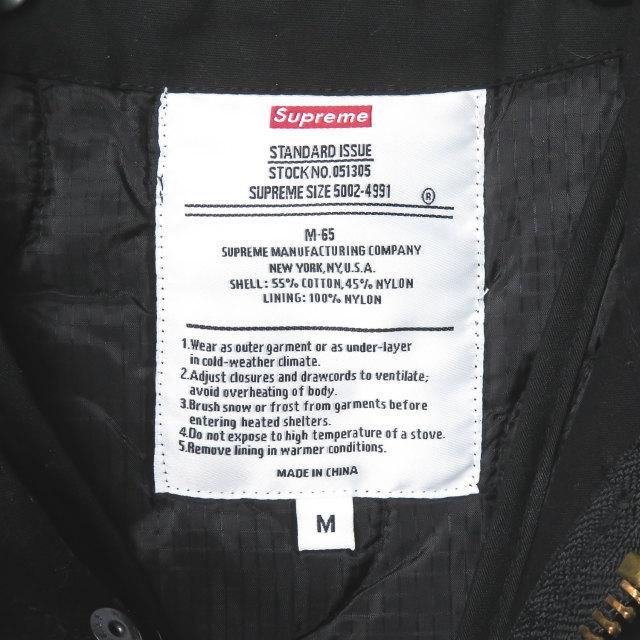 Supreme
STANDARD ISSUE
STOCK NO. 051305
SUPREME SIZE 5002-4991 ®
M-65
SUPREME MANUFACTURING COMPANY
NEW YORK, NY, U.S.A.
SHELL: 55% COTTON, 45% NYLON
LINING: 100% NYLON
1.Wear as outer garment or as under-layer
in cold-weather climate.
2.Adjust closures and drawcords to ventilate;
avoid overheating of body.
3.Brush snow or frost from garments before
entering heated shelters.
4.Do not expose to high temperature of a stove.
5.Remove lining in warmer conditions.
MADE IN CHINA
M